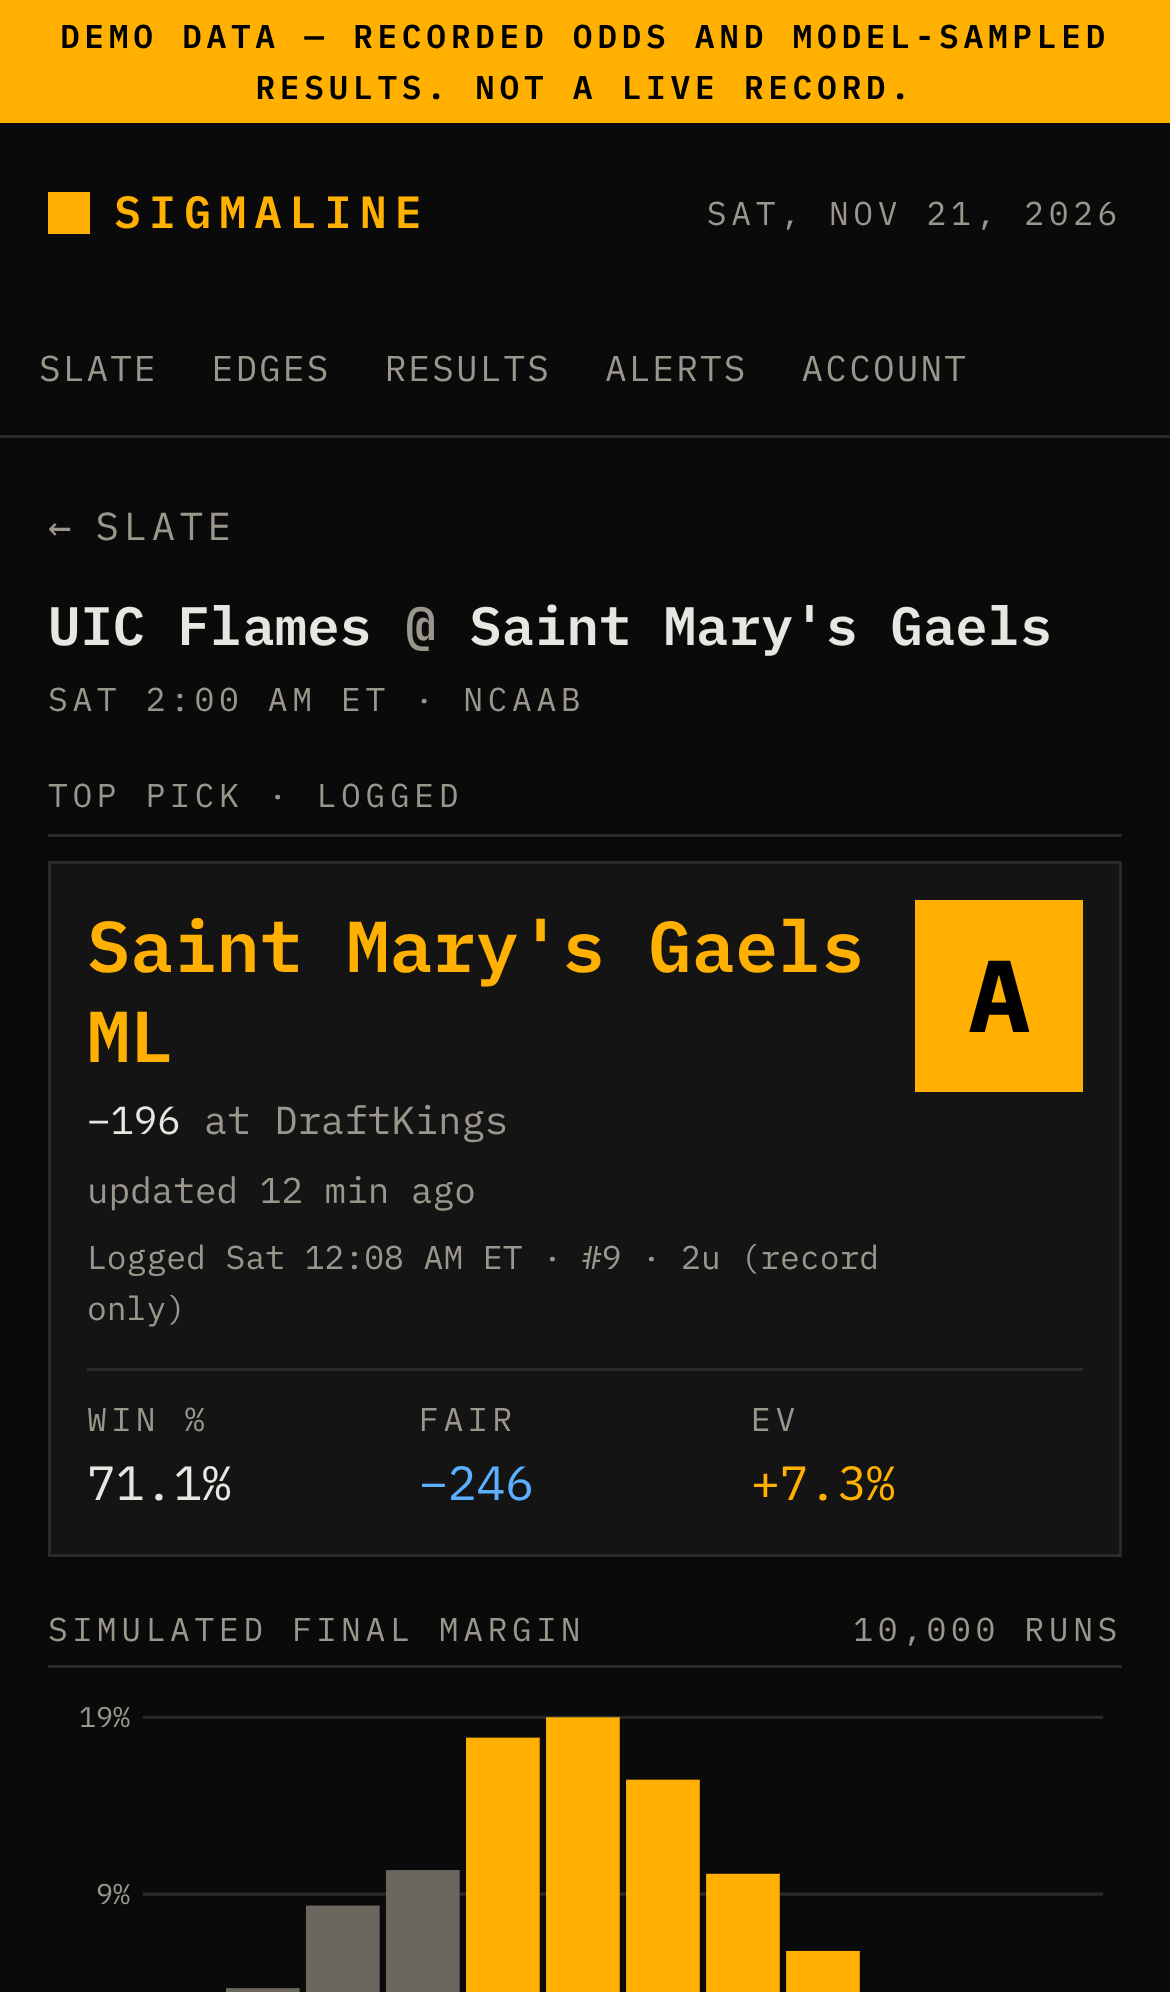 DEMO DATA — RECORDED ODDS AND MODEL-SAMPLED
RESULTS. NOT A LIVE RECORD.
SIGMALINE
SAT, NOV 21, 2026
SLATE EDGES RESULTS ALERTS ACCOUNT
← SLATE
UIC Flames @ Saint Mary's Gaels
SAT 2:00 AM ET · NCAAB
TOP PICK · LOGGED
Saint Mary's Gaels
ML
A
−196 at DraftKings
updated 12 min ago
Logged Sat 12:08 AM ET · #9 · 2u (record
only)
WIN % FAIR EV
71.1% −246 +7.3%
SIMULATED FINAL MARGIN 10,000 RUNS
19%
9%